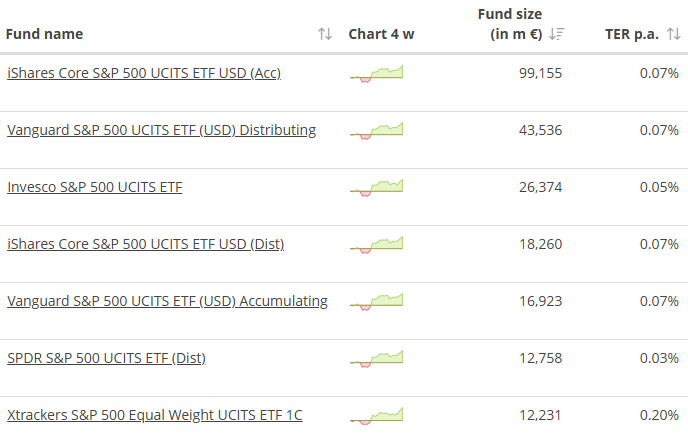 Fund size
Fund name Chart 4 w (in m €) TER p.a.
iShares Core S&P 500 UCITS ETF USD (Acc) 99,155 0.07%
Vanguard S&P 500 UCITS ETF (USD) Distributing 43,536 0.07%
Invesco S&P 500 UCITS ETF 26,374 0.05%
iShares Core S&P 500 UCITS ETF USD (Dist) 18,260 0.07%
Vanguard S&P 500 UCITS ETF (USD) Accumulating 16,923 0.07%
SPDR S&P 500 UCITS ETF (Dist) 12,758 0.03%
Xtrackers S&P 500 Equal Weight UCITS ETF 1C 12,231 0.20%